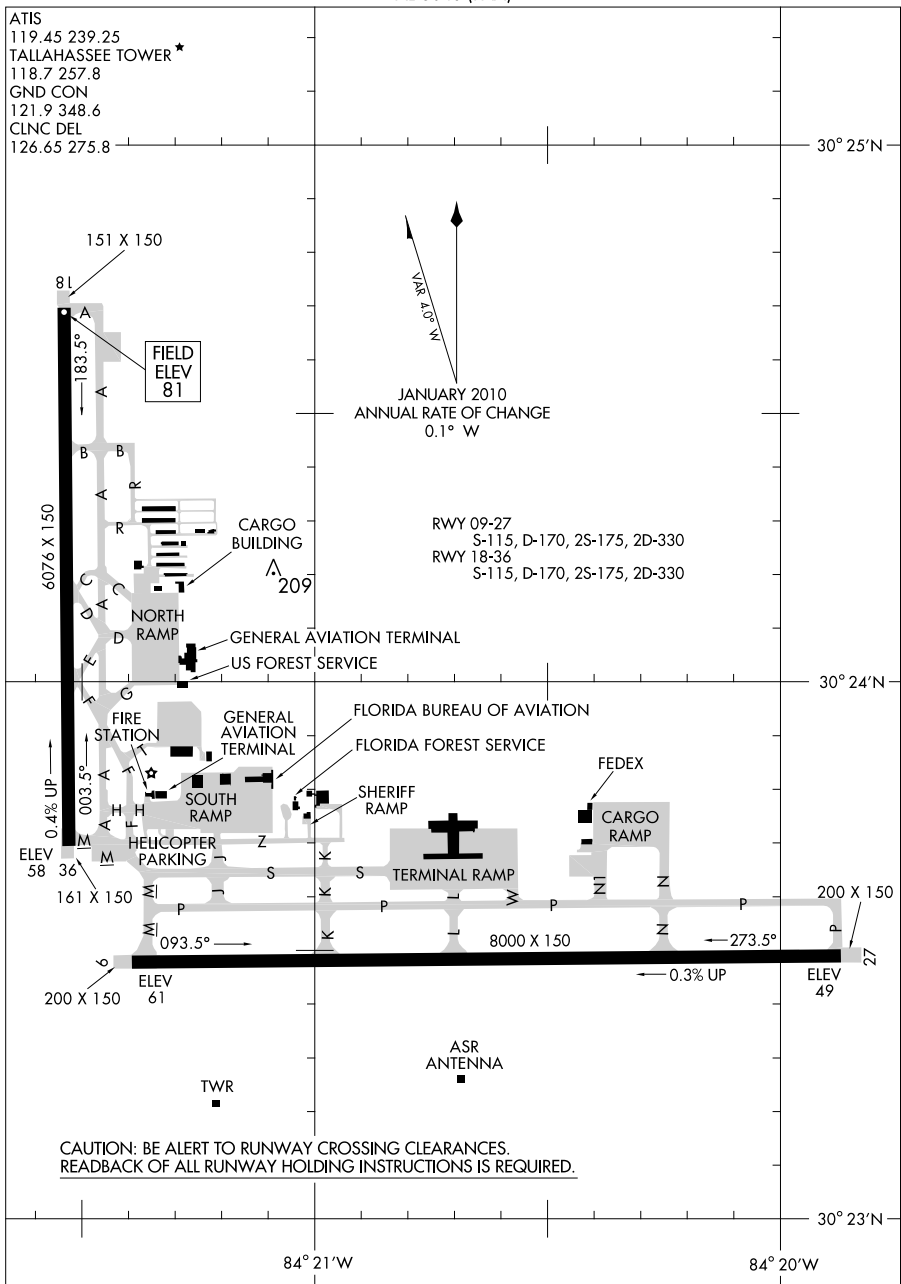 ATIS
119.45 239.25
TALLAHASSEE TOWER
118.7 257.8
GND CON
121.9 348.6
CLNC DEL
126.65 275.8
30° 25'N
151 X 150
18
A
183.5°
FIELD
ELEV
81
VAR 4.0° W
JANUARY 2010
ANNUAL RATE OF CHANGE
0.1° W
A
B
B
R
A
R
6076 X 150
CARGO
BUILDING
209
RWY 09-27
S-115, D-170, 2S-175, 2D-330
RWY 18-36
S-115, D-170, 2S-175, 2D-330
C
C
A
D
NORTH
RAMP
D
GENERAL AVIATION TERMINAL
E
US FOREST SERVICE
30° 24'N
F
G
FIRE
STATION
GENERAL
AVIATION
TERMINAL
FLORIDA BUREAU OF AVIATION
FLORIDA FOREST SERVICE
FEDEX
T
F
0.4% UP
003.5°
A
SHERIFF
RAMP
SOUTH
RAMP
CARGO
RAMP
H
H
A
F
M
HELICOPTER
PARKING
Z
J
K
ELEV
58
36
M
S
S
TERMINAL RAMP
161 X 150
M
J
K
L
W
N1
N
200 X 150
P
P
P
P
M
K
L
N
P
093.5°
8000 X 150
273.5°
9
27
ELEV
61
0.3% UP
ELEV
49
200 X 150
ASR
ANTENNA
TWR
CAUTION: BE ALERT TO RUNWAY CROSSING CLEARANCES.
READBACK OF ALL RUNWAY HOLDING INSTRUCTIONS IS REQUIRED.
30° 23'N
84° 21'W
84° 20'W